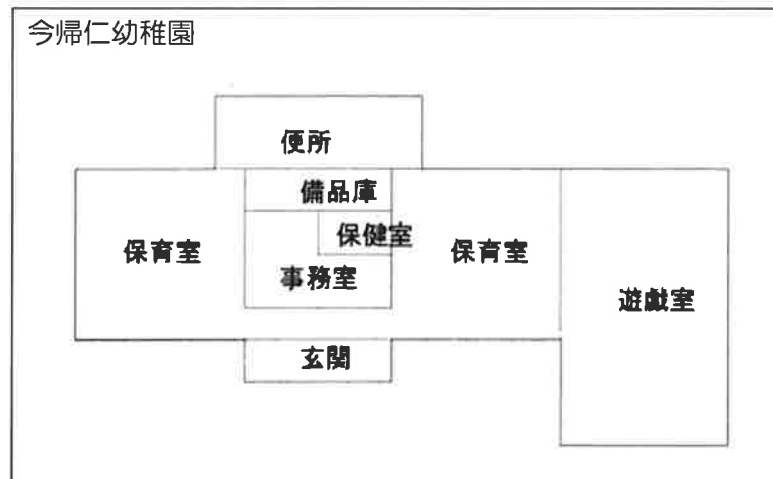 今帰仁幼稚園
便所
備品庫
保健室
保育室
事務室
保育室
遊戯室
玄関